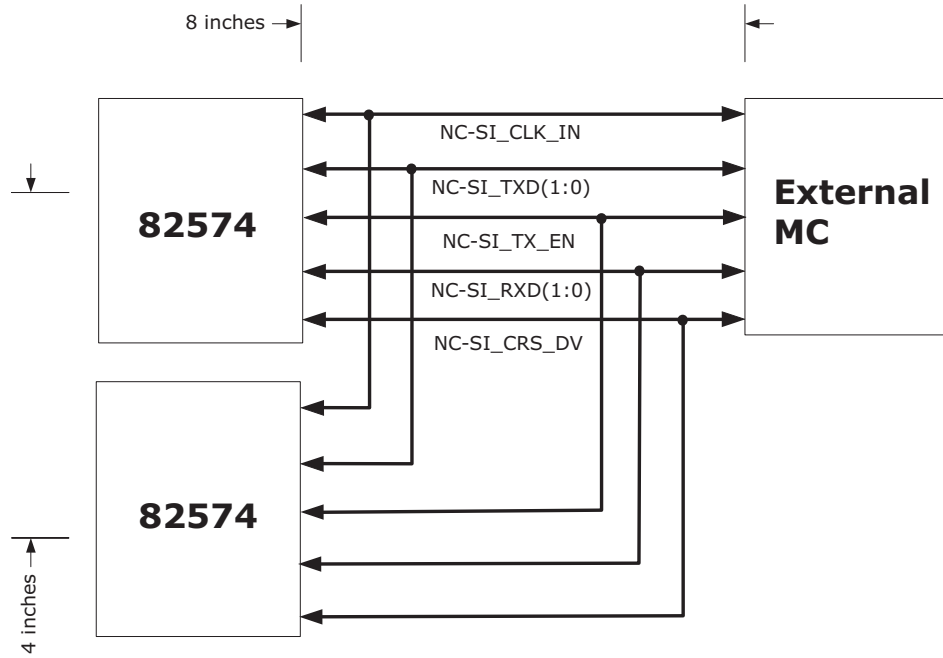 8 inches
NC-SI_CLK_IN
NC-SI_TXD(1:0)
82574
External
MC
NC-SI_TX_EN
NC-SI_RXD(1:0)
NC-SI_CRS_DV
82574
4 inches